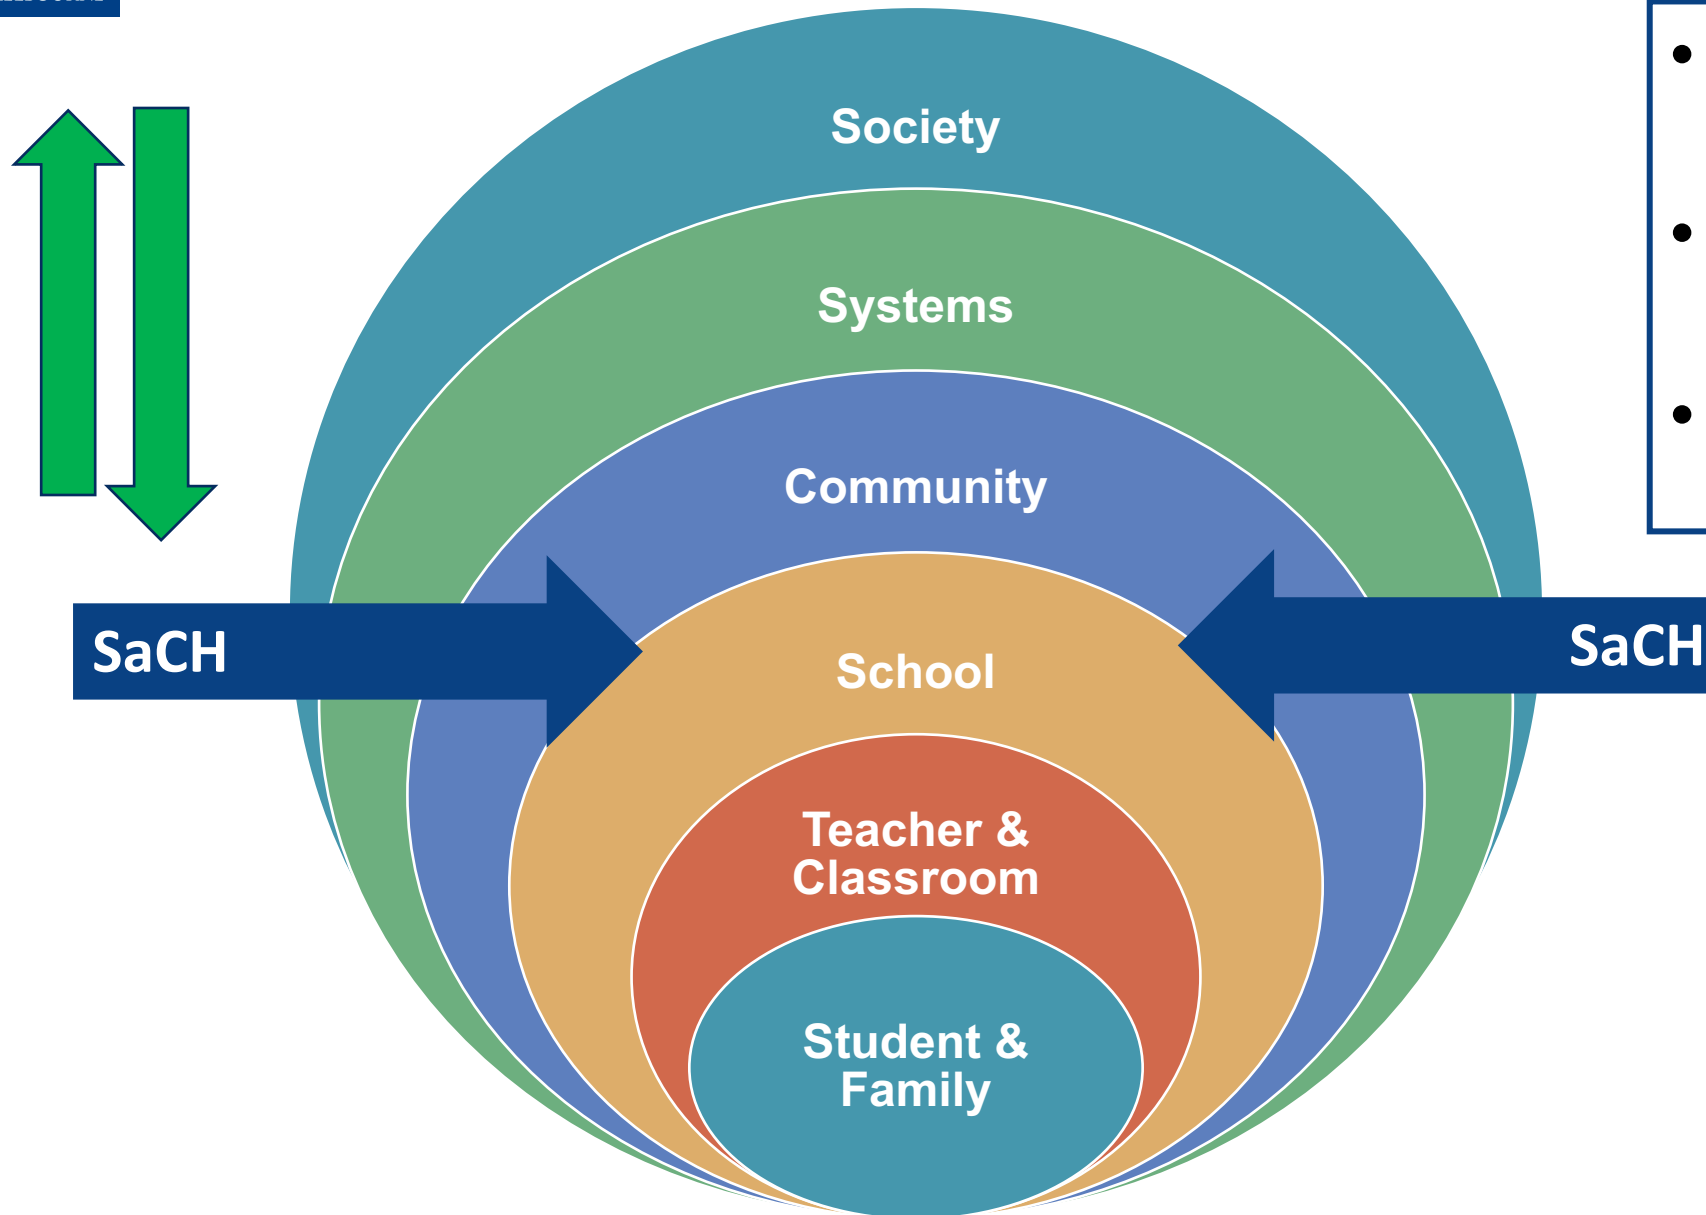 Society
Systems
Community
SaCH
SaCH
School
Teacher &
Classroom
Student &
Family